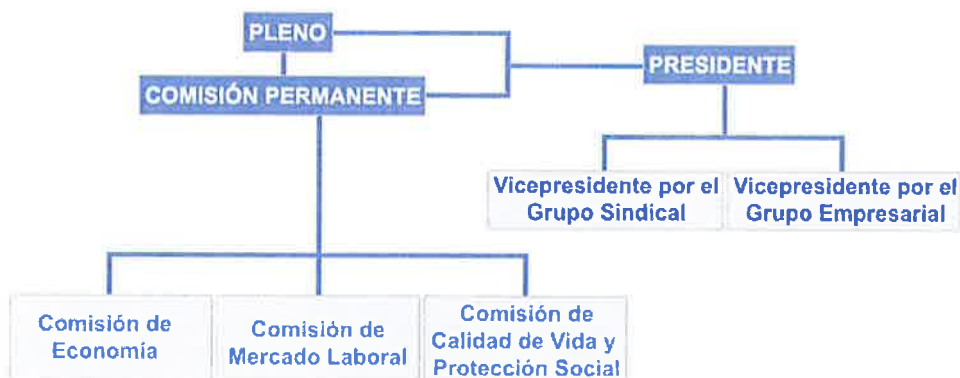 PLENO
PRESIDENTE
COMISIÓN PERMANENTE
Vicepresidente por el
Grupo Sindical
Vicepresidente por el
Grupo Empresarial
Comisión de
Economía
Comisión de
Mercado Laboral
Comisión de
Calidad de Vida y
Protección Social